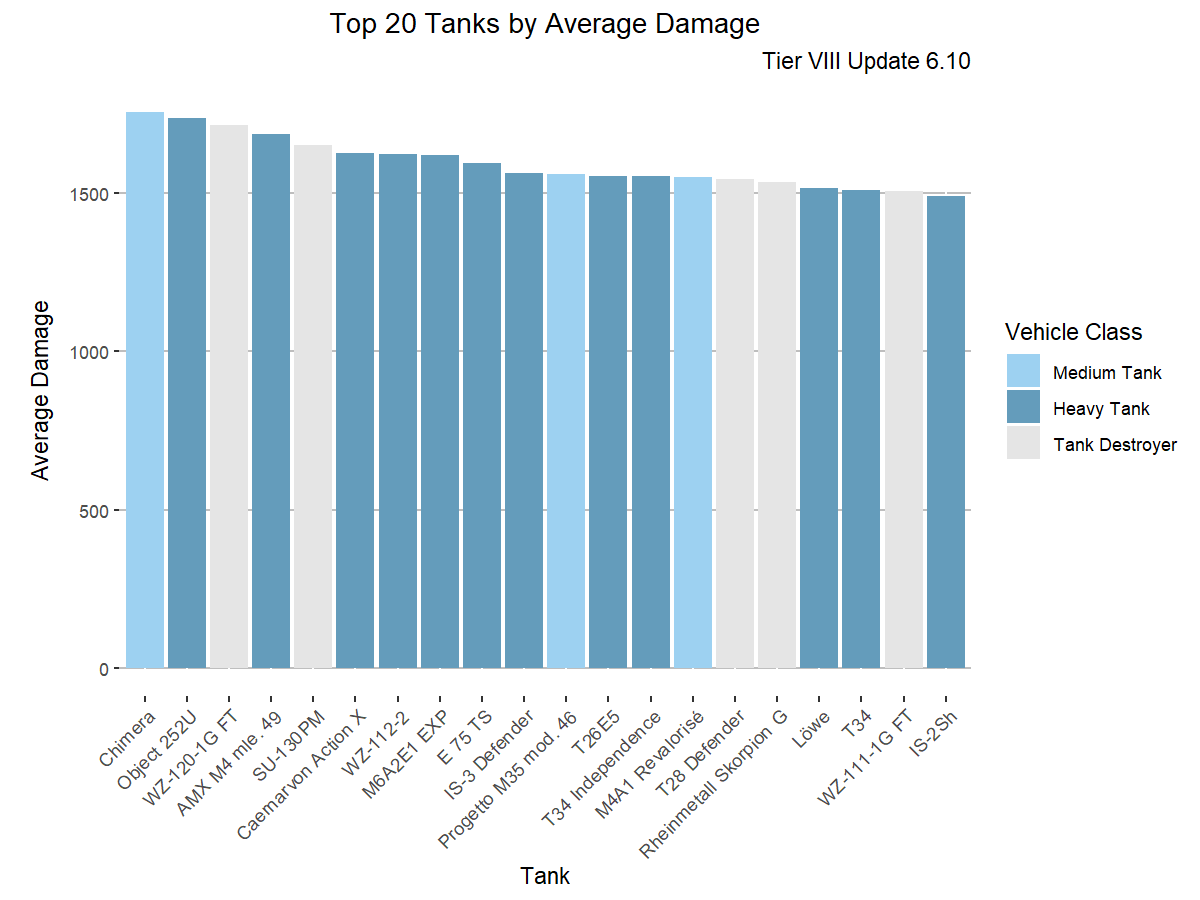 Top 20 Tanks by Average Damage
Tier VIII Update 6.10
Average Damage
1500
1000
500
0
Chimera
Object 252U
WZ-120-1G FT
AMX M4 mle. 49
SU-130PM
Caernarvon Action X
WZ-112-2
M6A2E1 EXP
E 75 TS
IS-3 Defender
Progetto M35 mod. 46
T26E5
T34 Independence
M4A1 Revalorisé
T28 Defender
Rheinmetall Skorpion G
Löwe
T34
WZ-111-1G FT
IS-2Sh
Tank
Vehicle Class
Medium Tank
Heavy Tank
Tank Destroyer